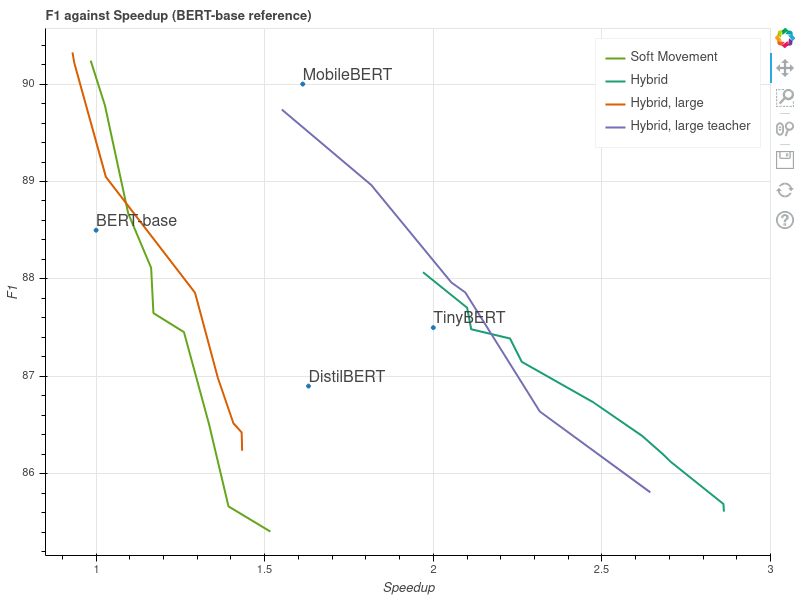 F1 against Speedup (BERT-base reference)
Soft Movement
Hybrid
Hybrid, large
Hybrid, large teacher
MobileBERT
BERT-base
TinyBERT
DistilBERT
90
89
88
87
86
F1
1
1.5
2
2.5
3
Speedup